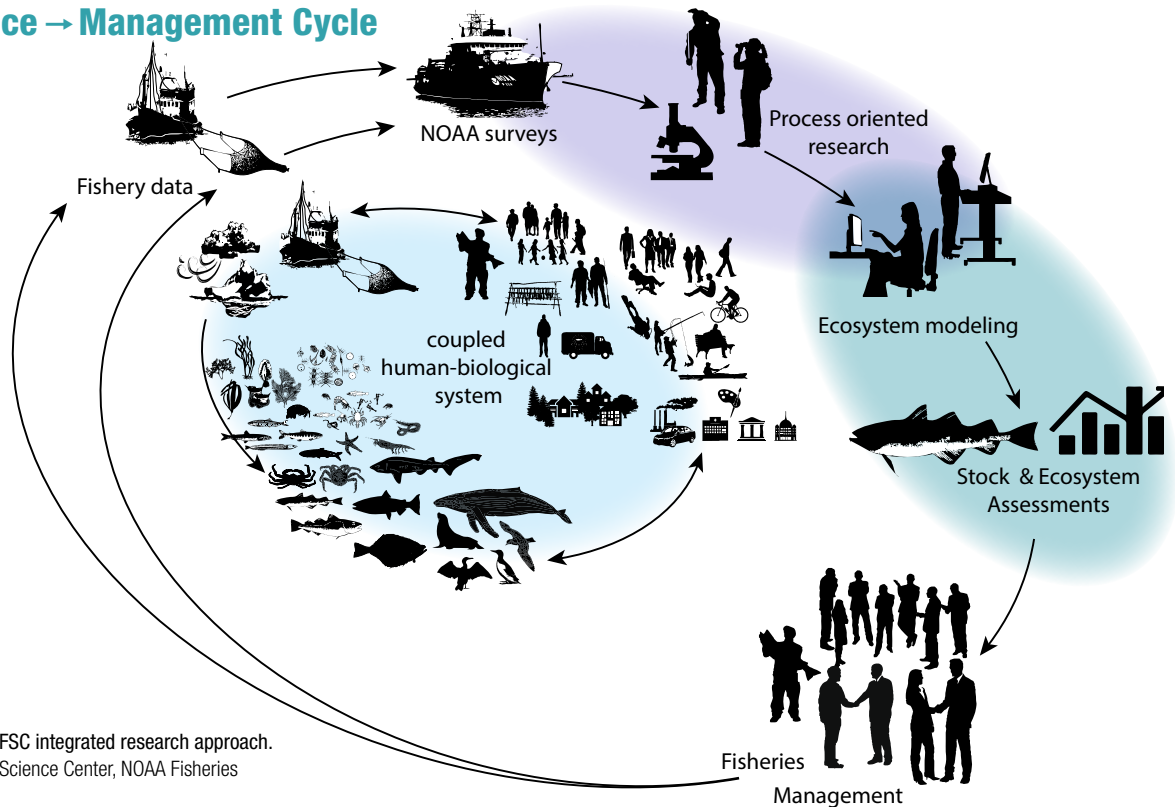 ce → Management Cycle
NOAA surveys
Process oriented
research
Fishery data
coupled
human-biological
system
Ecosystem modeling
Stock & Ecosystem
Assessments
FSC integrated research approach.
Science Center, NOAA Fisheries
Fisheries
Management